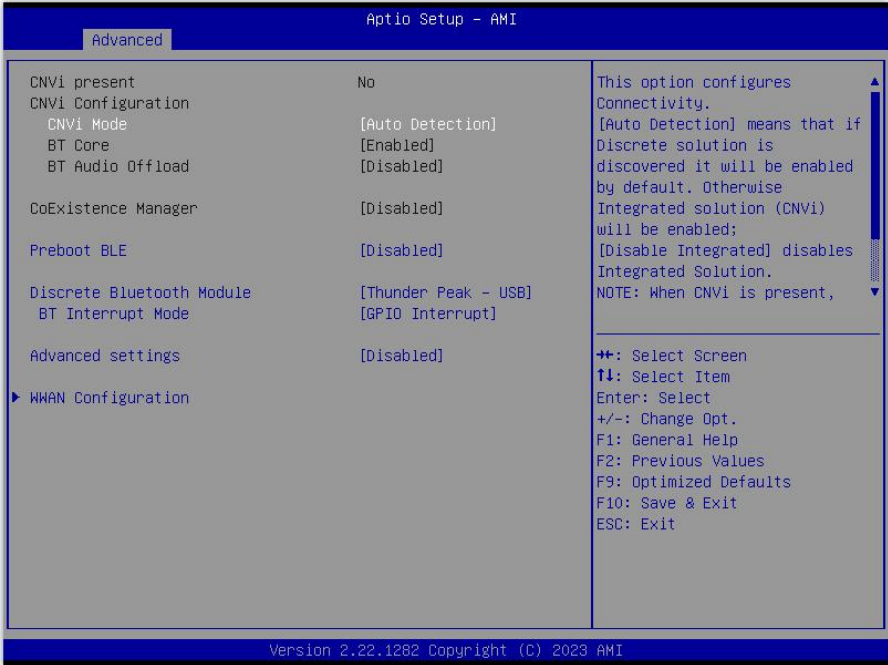 Aptio Setup – AMI
Advanced
CNVi present No
CNVi Configuration
CNVi Mode [Auto Detection]
BT Core [Enabled]
BT Audio Offload [Disabled]
CoExistence Manager [Disabled]
Preboot BLE [Disabled]
Discrete Bluetooth Module [Thunder Peak – USB]
BT Interrupt Mode [GPIO Interrupt]
Advanced settings [Disabled]
WWAN Configuration
This option configures
Connectivity.
[Auto Detection] means that if
Discrete solution is
discovered it will be enabled
by default. Otherwise
Integrated solution (CNVi)
will be enabled;
[Disable Integrated] disables
Integrated Solution.
NOTE: When CNVi is present,
→←: Select Screen
↑↓: Select Item
Enter: Select
+/-: Change Opt.
F1: General Help
F2: Previous Values
F9: Optimized Defaults
F10: Save & Exit
ESC: Exit
Version 2.22.1282 Copyright (C) 2023 AMI